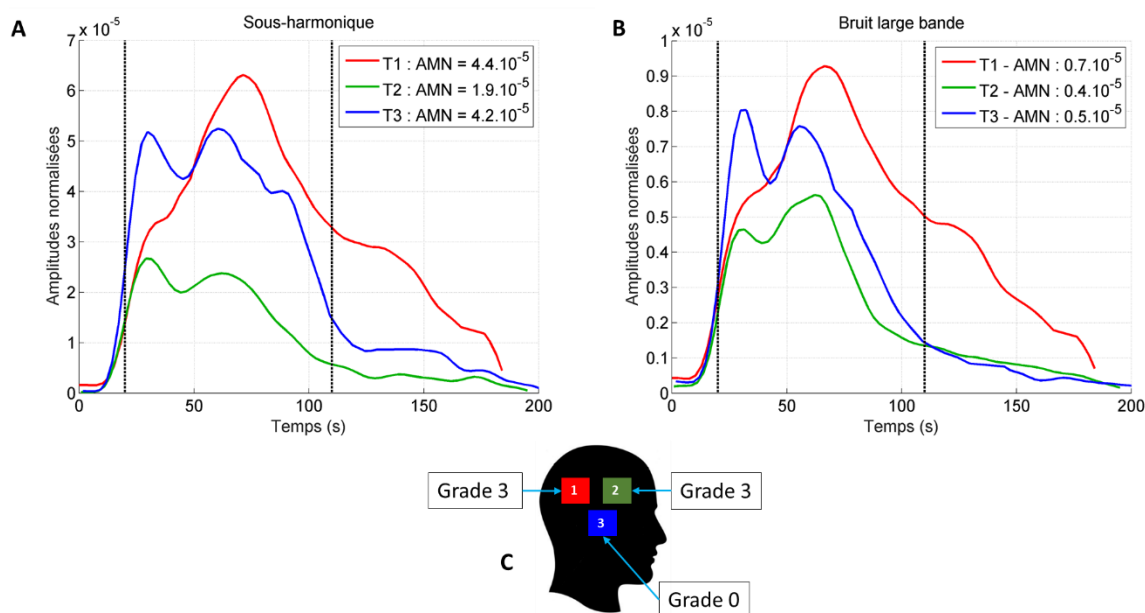 A
Sous-harmonique
x 10^-5
7
6
5
4
3
2
1
0
Amplitudes normalisées
T1 : AMN = 4.4.10^-5
T2 : AMN = 1.9.10^-5
T3 : AMN = 4.2.10^-5
0 50 100 150 200
Temps (s)
B
Bruit large bande
x 10^-5
1
0.9
0.8
0.7
0.6
0.5
0.4
0.3
0.2
0.1
0
Amplitudes normalisées
T1 - AMN : 0.7.10^-5
T2 - AMN : 0.4.10^-5
T3 - AMN : 0.5.10^-5
0 50 100 150 200
Temps (s)
Grade 3
1
2
Grade 3
3
C
Grade 0